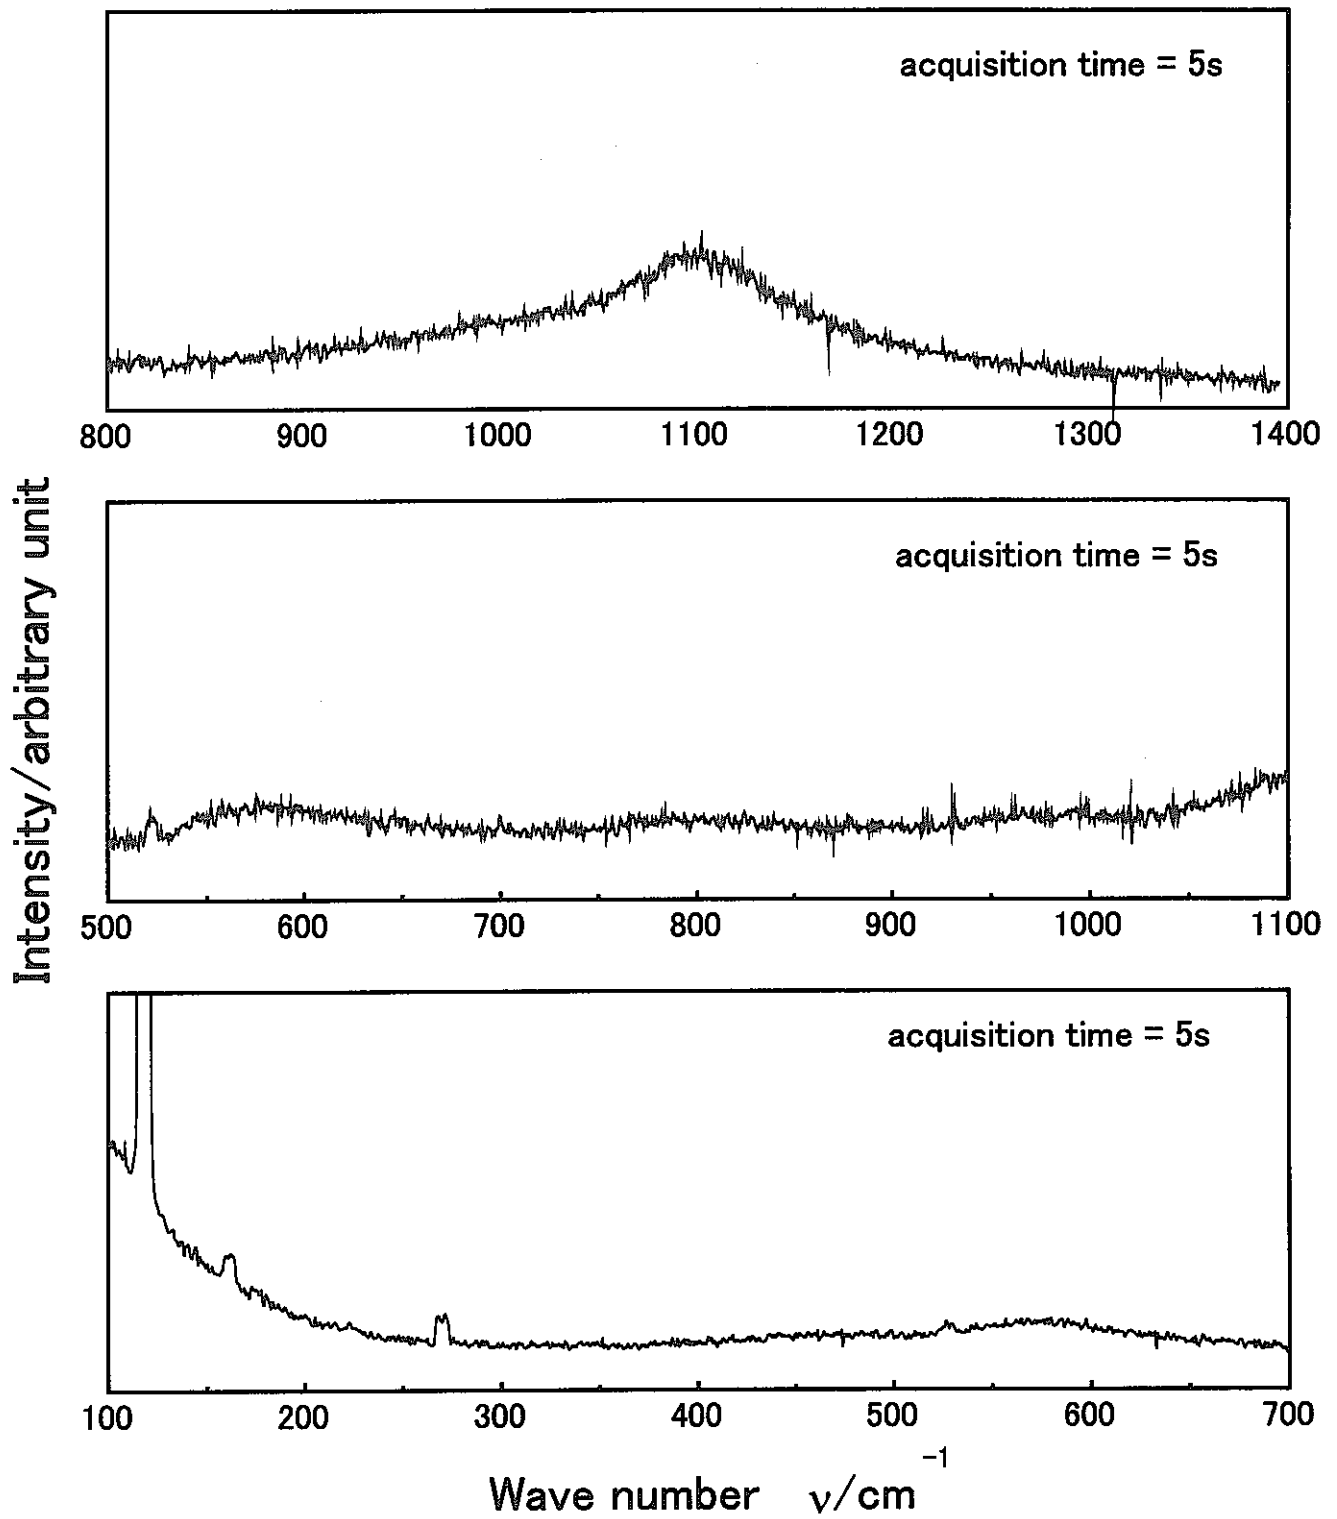 acquisition time = 5s
800 900 1000 1100 1200 1300 1400
acquisition time = 5s
500 600 700 800 900 1000 1100
acquisition time = 5s
100 200 300 400 500 600 700
Intensity/arbitrary unit
Wave number ν/cm⁻¹